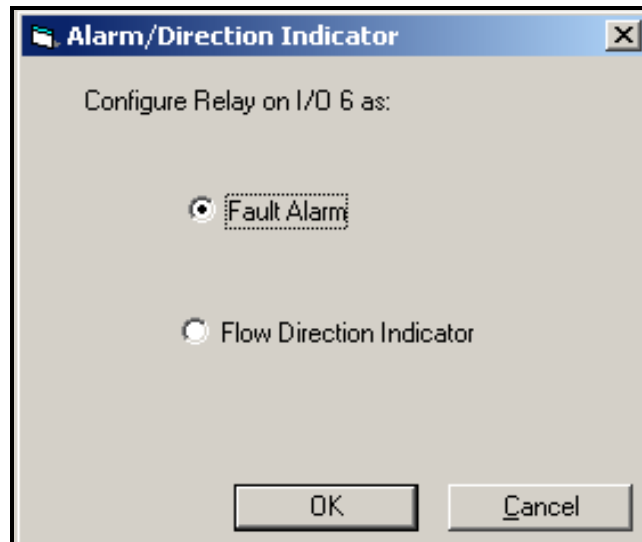 Alarm/Direction Indicator
Configure Relay on I/O 6 as:
Fault Alarm
Flow Direction Indicator
OK Cancel